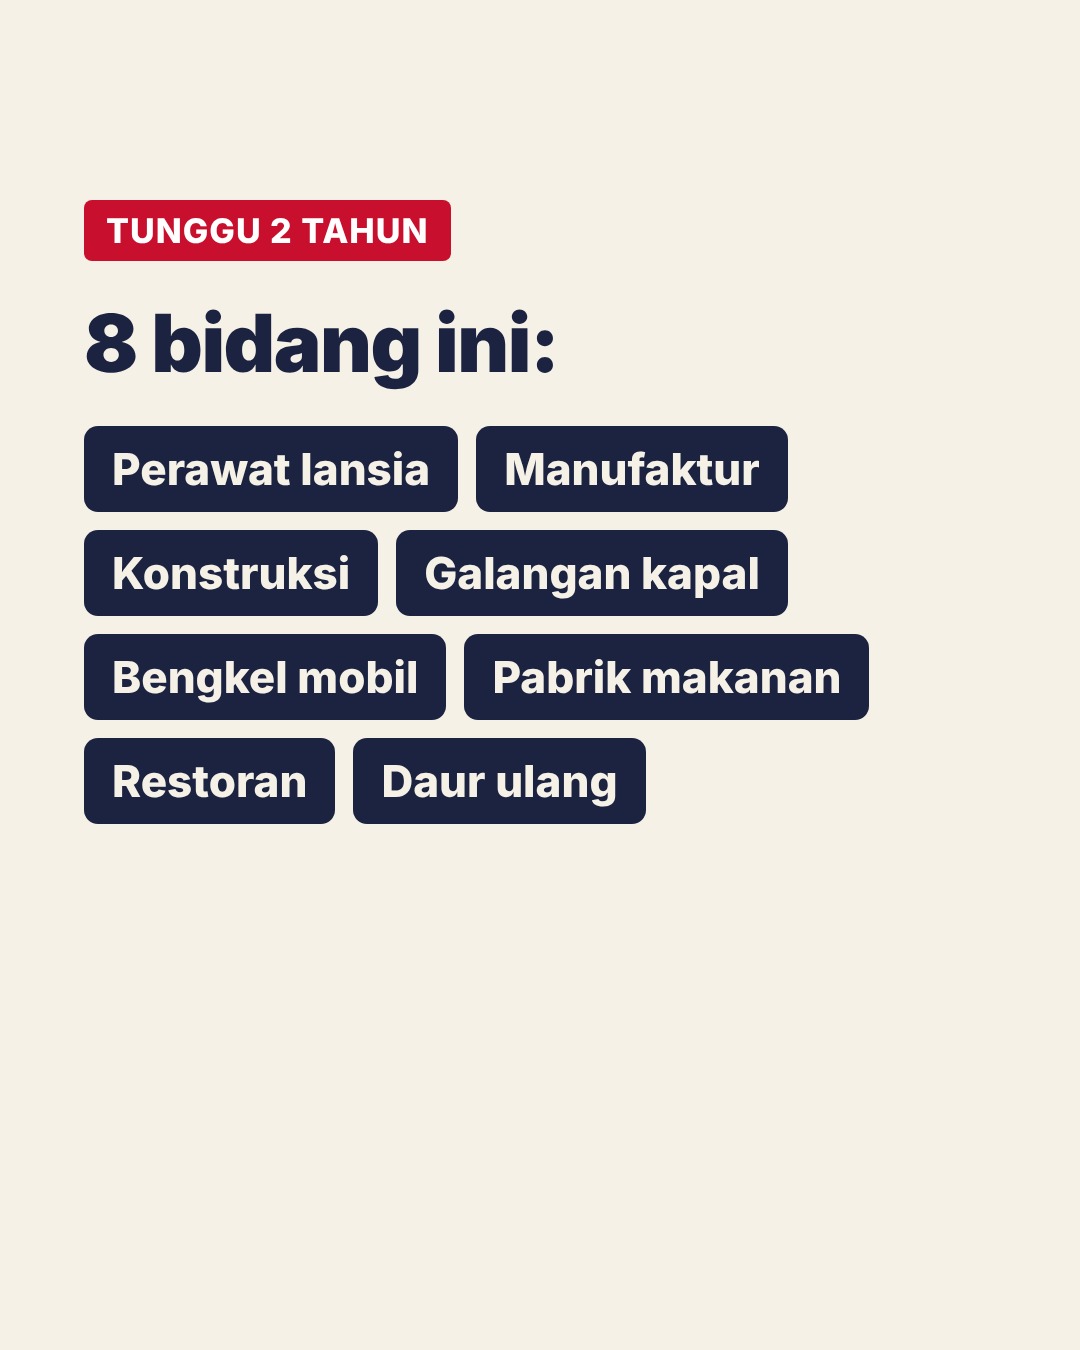 TUNGGU 2 TAHUN
8 bidang ini:
Perawat lansia Manufaktur
Konstruksi Galangan kapal
Bengkel mobil Pabrik makanan
Restoran Daur ulang